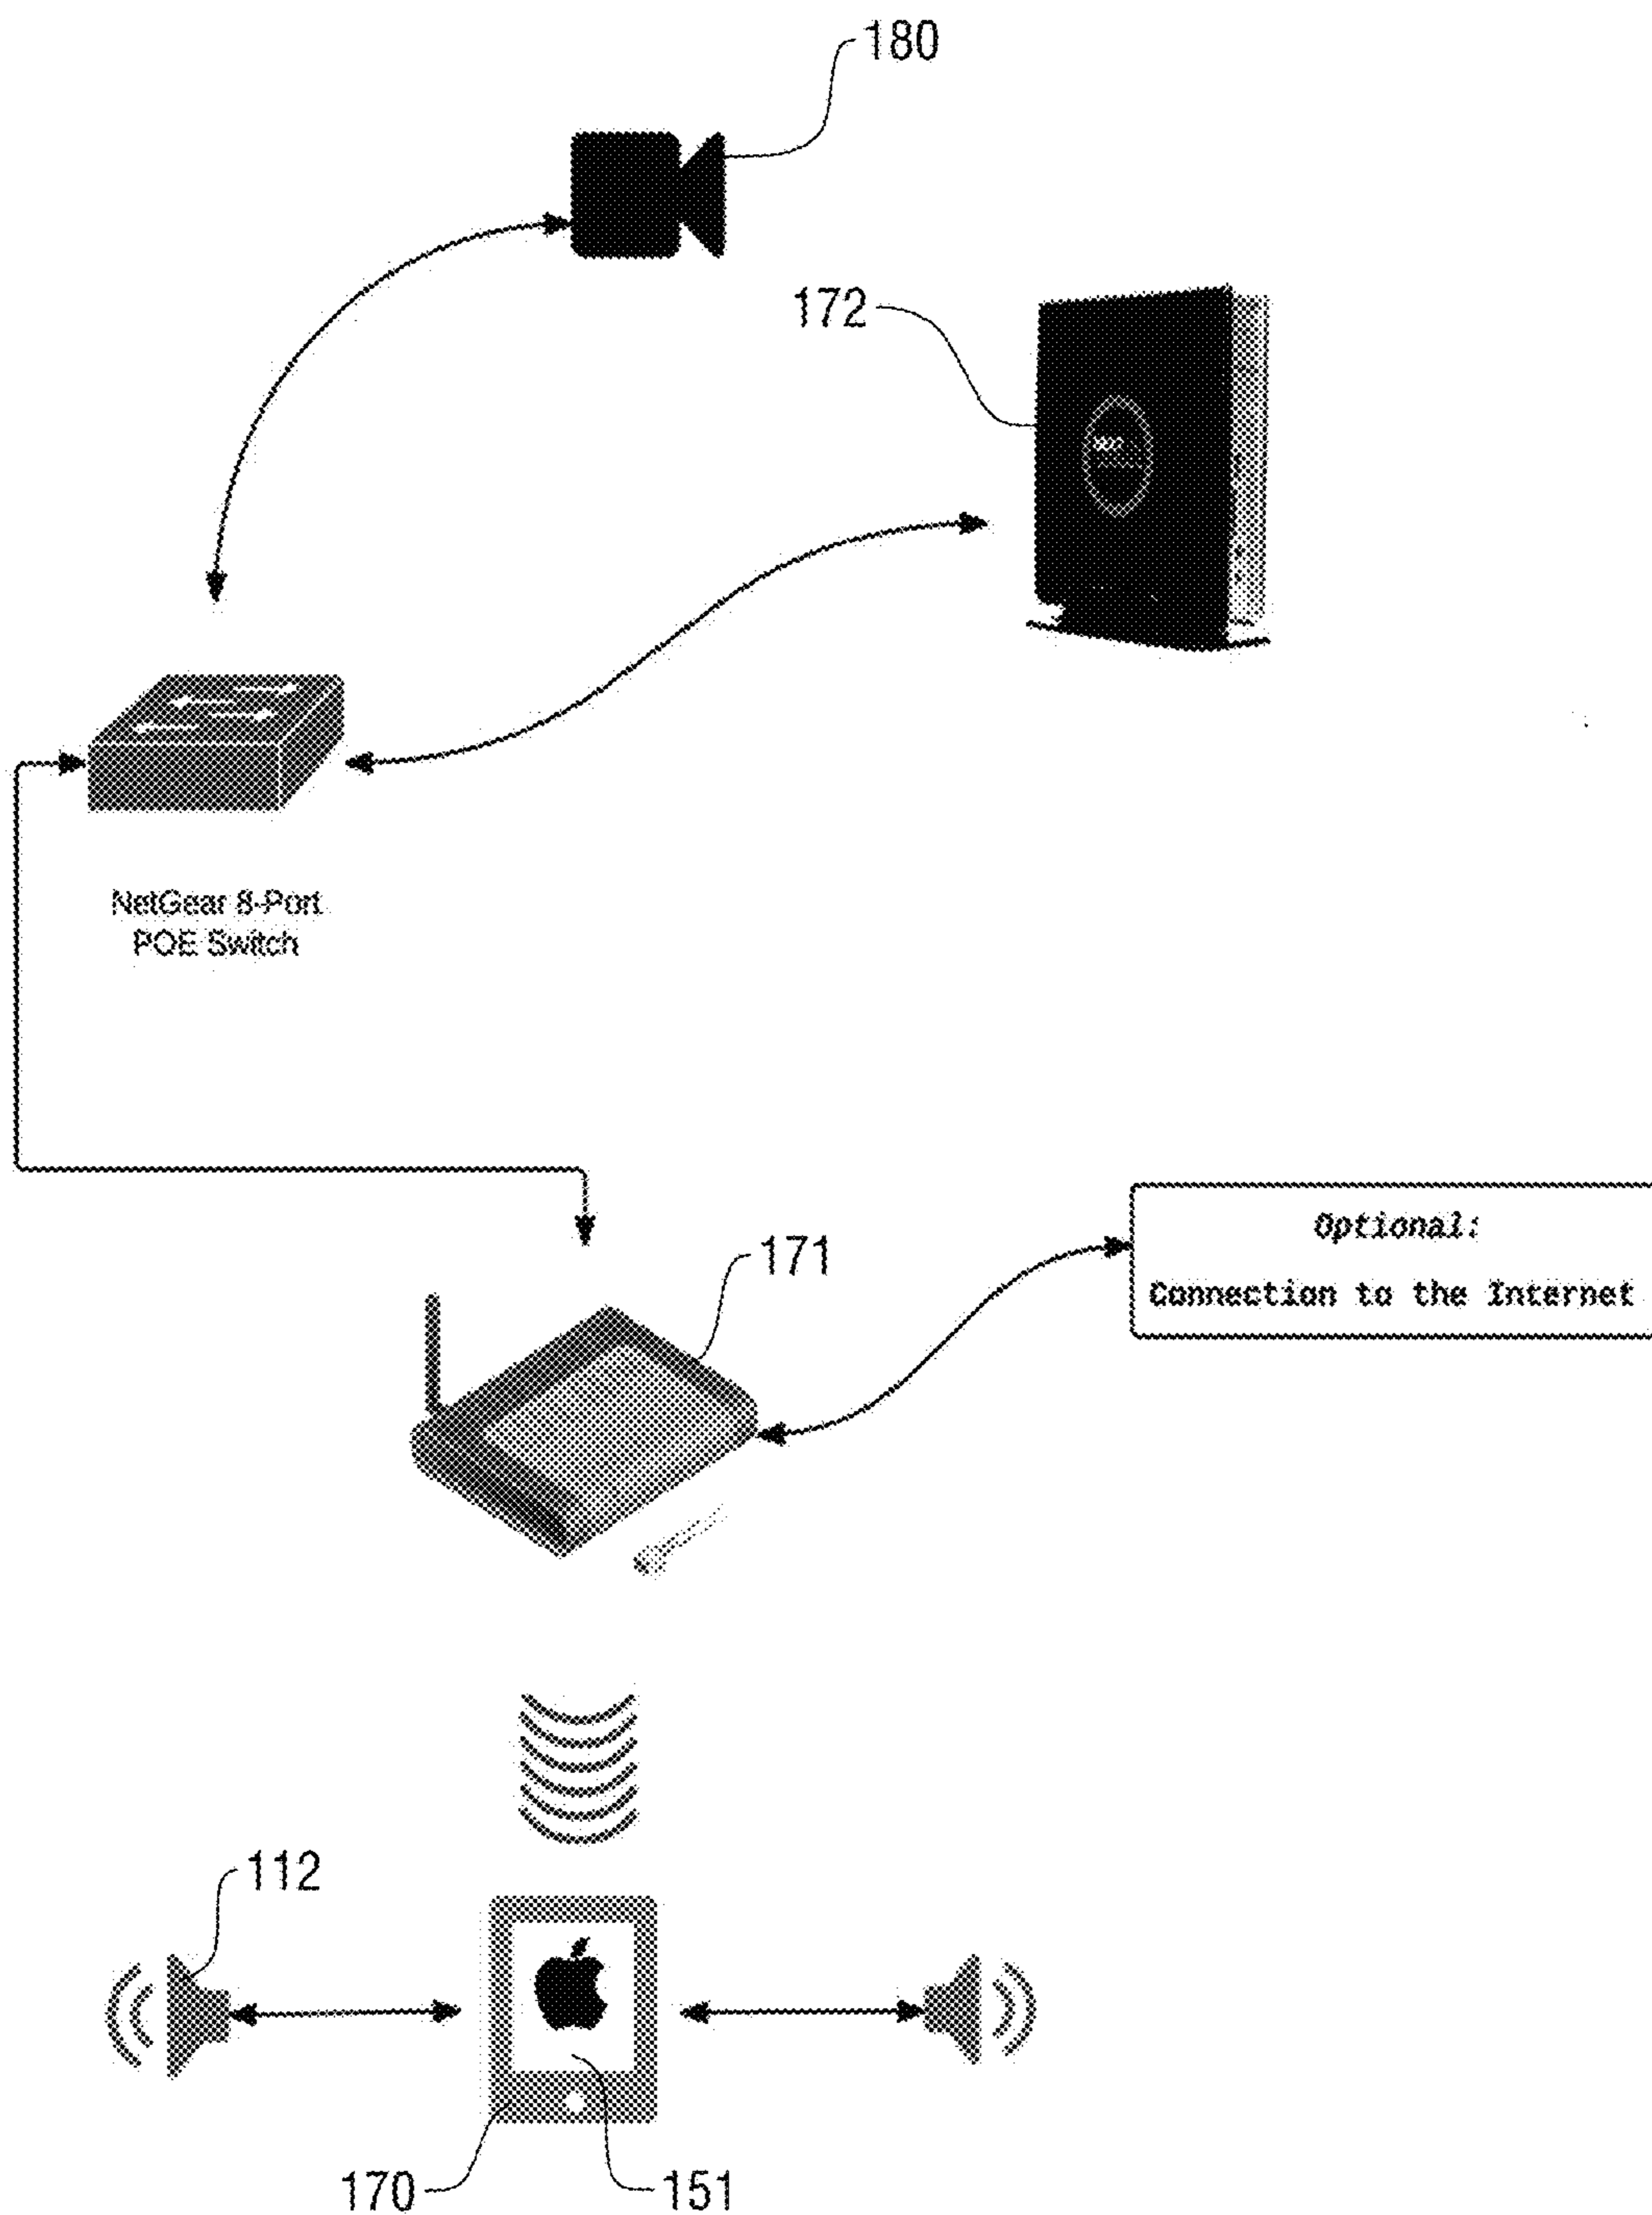 180
172
NetGear 8-Port
POE Switch
171
Optional:
Connection to the Internet
112
170
151